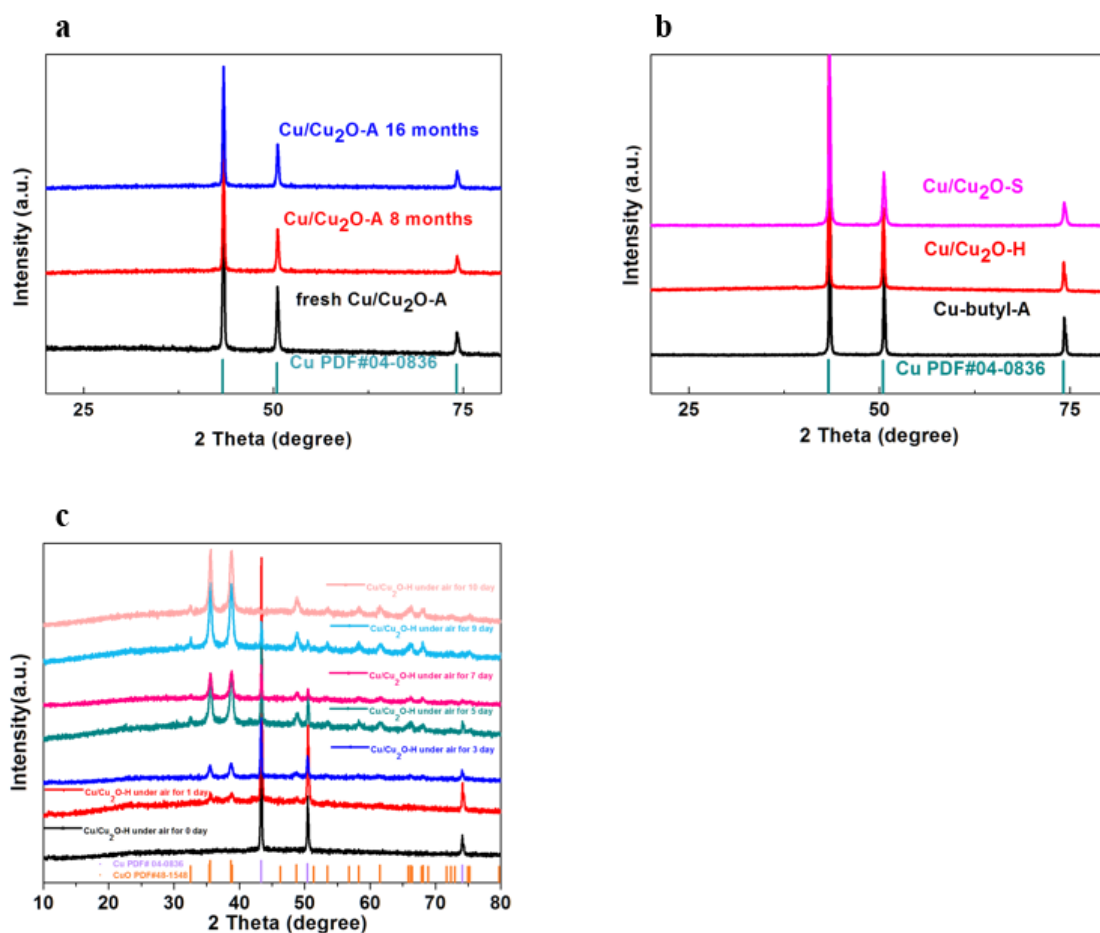 a
Intensity (a.u.)
Cu/Cu₂O-A 16 months
Cu/Cu₂O-A 8 months
fresh Cu/Cu₂O-A
Cu PDF#04-0836
25 50 75
2 Theta (degree)
b
Intensity (a.u.)
Cu/Cu₂O-S
Cu/Cu₂O-H
Cu-butyl-A
Cu PDF#04-0836
25 50 75
2 Theta (degree)
c
Intensity(a.u.)
Cu/Cu₂O-H under air for 10 day
Cu/Cu₂O-H under air for 9 day
Cu/Cu₂O-H under air for 7 day
Cu/Cu₂O-H under air for 5 day
Cu/Cu₂O-H under air for 3 day
Cu/Cu₂O-H under air for 1 day
Cu/Cu₂O-H under air for 0 day
Cu PDF# 04-0836
CuO PDF#48-1548
10 20 30 40 50 60 70 80
2 Theta (degree)